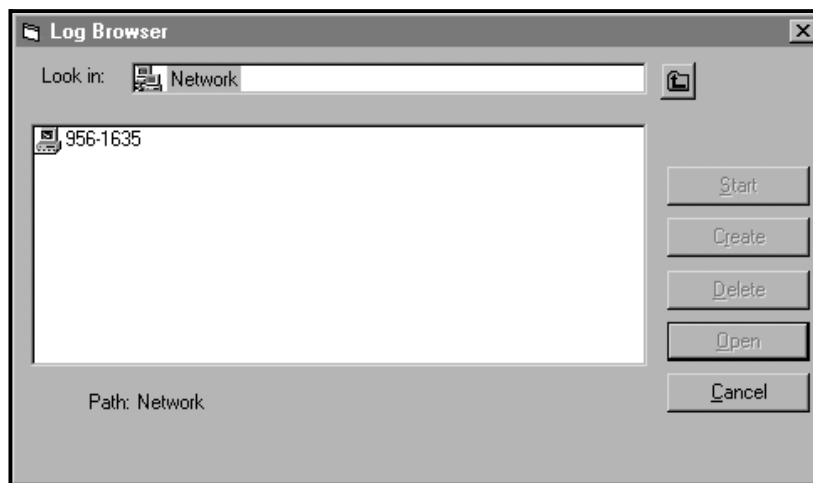 Log Browser
Look in: Network
956-1635
Start
Create
Delete
Open
Cancel
Path: Network